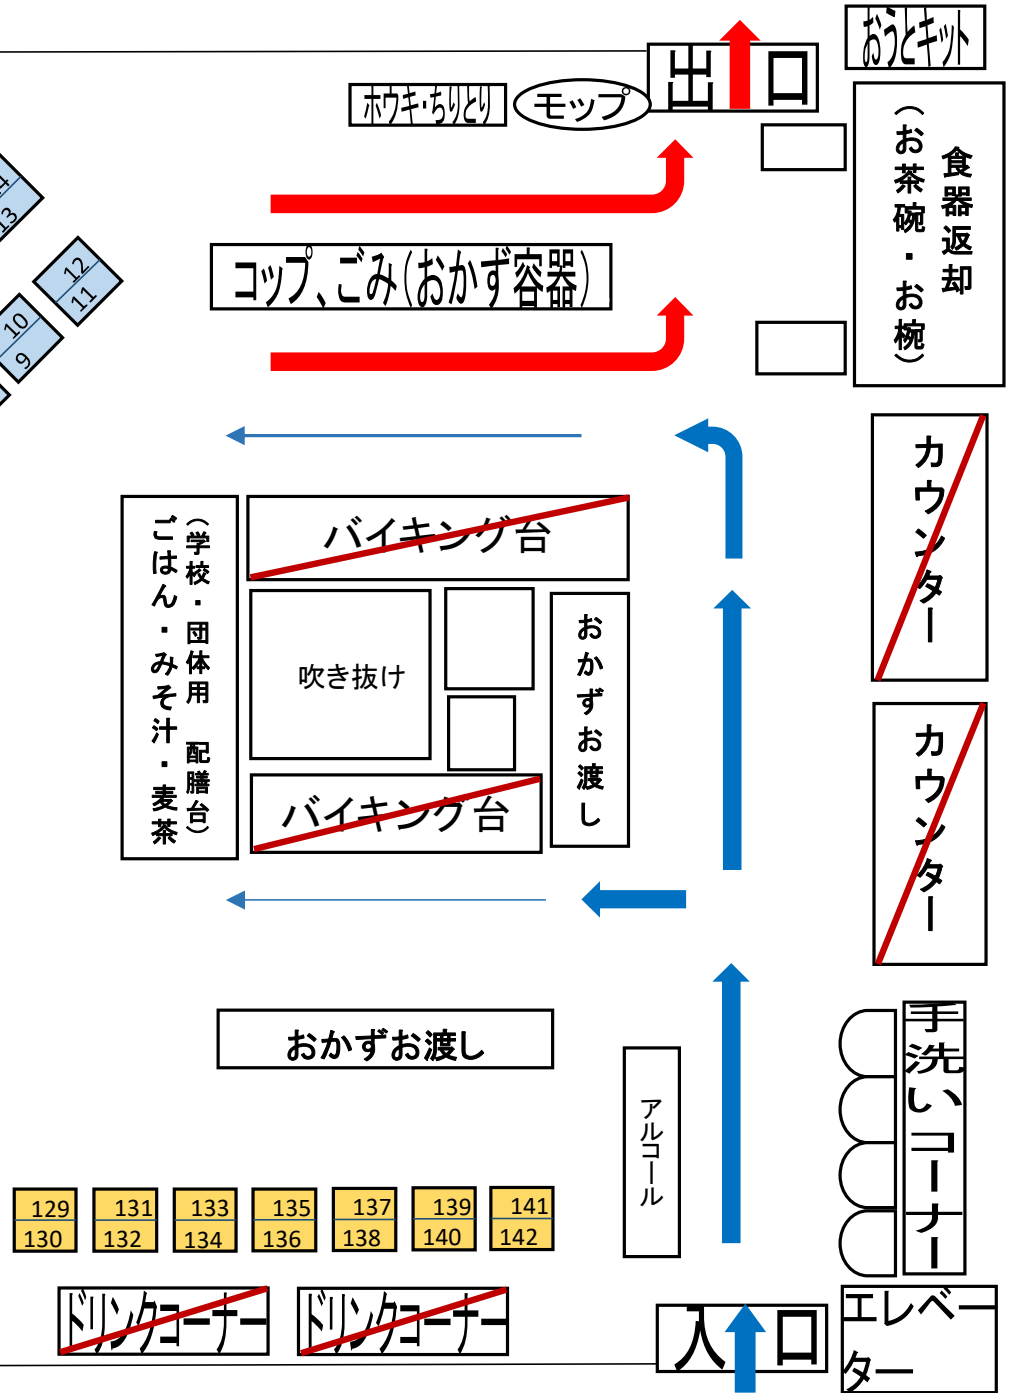 おうとキット
出口
ホウキ・ちりとり
モップ
食器返却
（お茶碗・お椀）
14
13
12
11
10
9
コップ、ごみ（おかず容器）
カウンター
バイキング台
（学校・団体用　配膳台）
ごはん・みそ汁・麦茶
吹き抜け
おかずお渡し
カウンター
バイキング台
おかずお渡し
手洗いコーナー
アルコール
129
130
131
132
133
134
135
136
137
138
139
140
141
142
ドリンクコーナー
ドリンクコーナー
入口
エレベー
ター